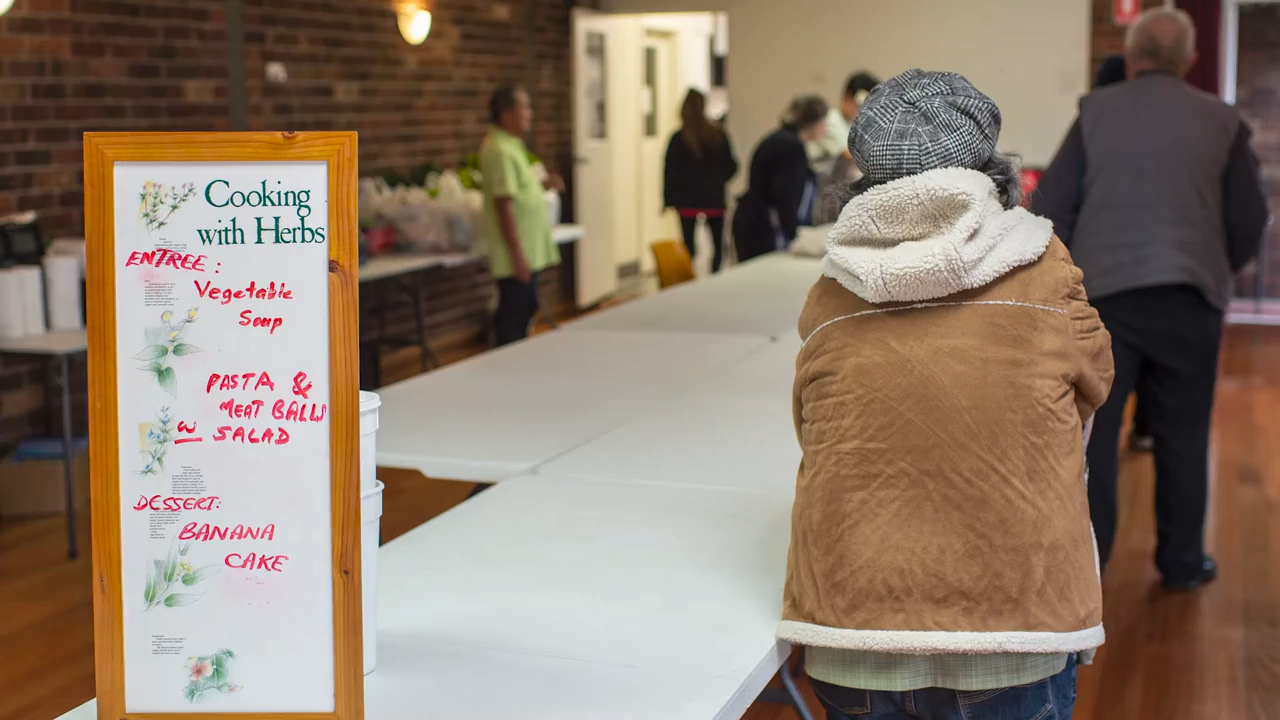 Cooking
with Herbs
ENTREE:
Vegetable
Soup
PASTA &
MEAT BALLS
w SALAD
DESSERT:
BANANA
CAKE